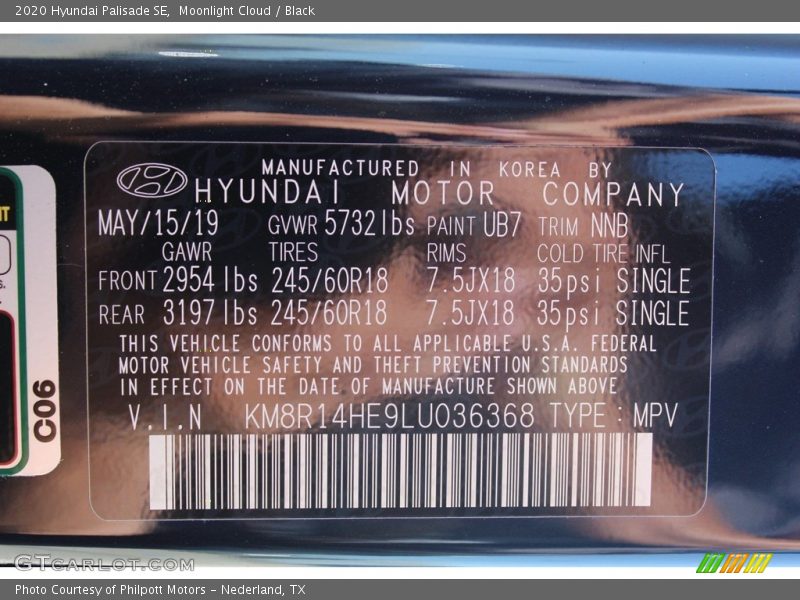 2020 Hyundai Palisade SE,  Moonlight Cloud / Black
MANUFACTURED IN KOREA BY
HYUNDAI MOTOR COMPANY
MAY/15/19 GVWR 5732lbs PAINT UB7 TRIM NNB
GAWR TIRES RIMS COLD TIRE INFL
FRONT 2954 lbs 245/60R18 7.5JX18 35psi SINGLE
REAR 3197 lbs 245/60R18 7.5JX18 35psi SINGLE
THIS VEHICLE CONFORMS TO ALL APPLICABLE U.S.A. FEDERAL
MOTOR VEHICLE SAFETY AND THEFT PREVENTION STANDARDS
IN EFFECT ON THE DATE OF MANUFACTURE SHOWN ABOVE
V.I.N KM8R14HE9LU036368 TYPE : MPV
C06
GTCARLOT.COM
Photo Courtesy of Philpott Motors - Nederland, TX